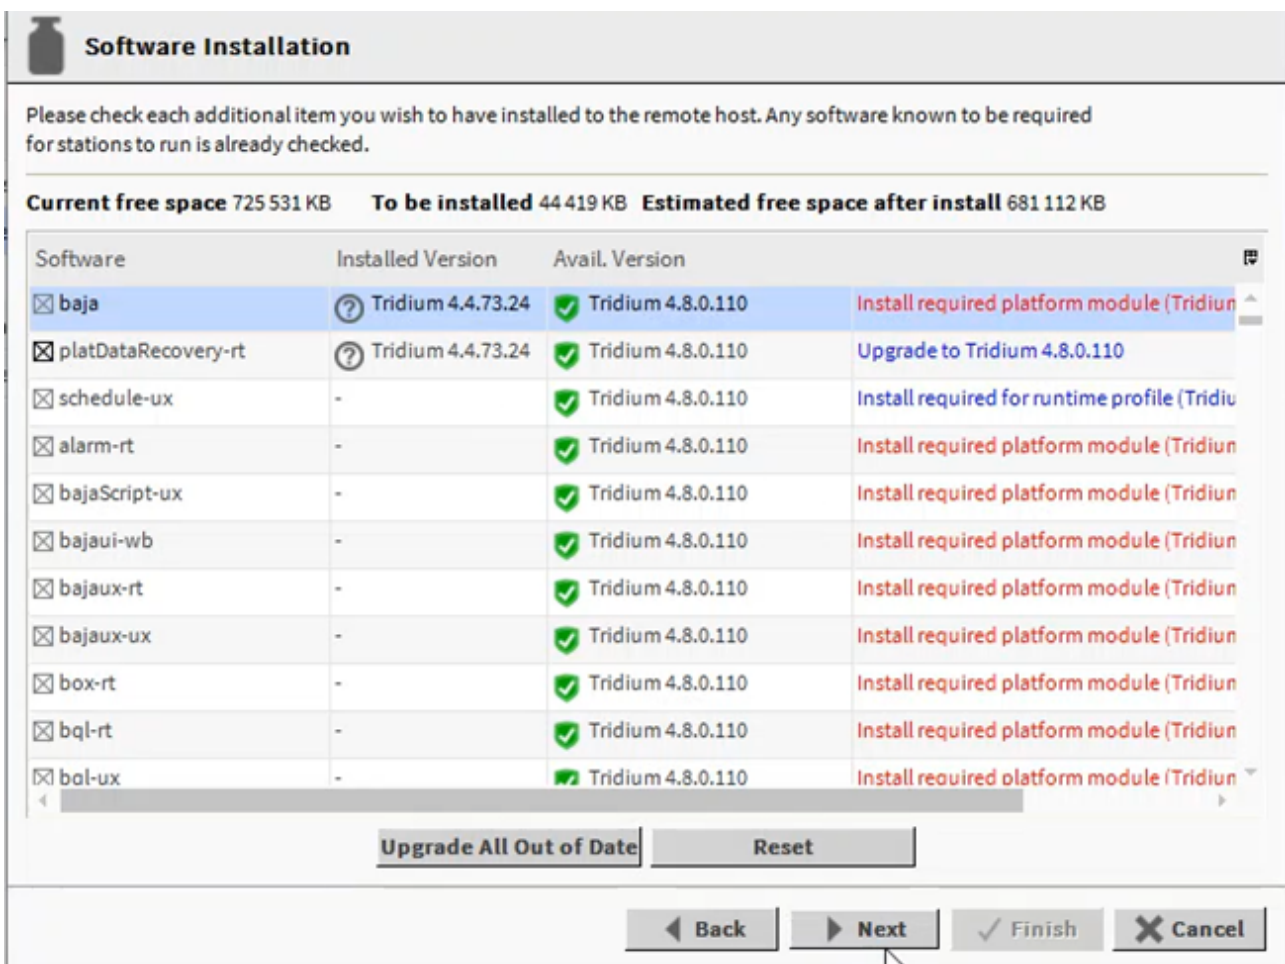 Software Installation
Please check each additional item you wish to have installed to the remote host. Any software known to be required
for stations to run is already checked.
Current free space 725 531 KB To be installed 44 419 KB Estimated free space after install 681 112 KB
Software Installed Version Avail. Version
baja Tridium 4.4.73.24 Tridium 4.8.0.110 Install required platform module (Tridium
platDataRecovery-rt Tridium 4.4.73.24 Tridium 4.8.0.110 Upgrade to Tridium 4.8.0.110
schedule-ux - Tridium 4.8.0.110 Install required for runtime profile (Tridiu
alarm-rt - Tridium 4.8.0.110 Install required platform module (Tridium
bajaScript-ux - Tridium 4.8.0.110 Install required platform module (Tridium
bajaui-wb - Tridium 4.8.0.110 Install required platform module (Tridium
bajaux-rt - Tridium 4.8.0.110 Install required platform module (Tridium
bajaux-ux - Tridium 4.8.0.110 Install required platform module (Tridium
box-rt - Tridium 4.8.0.110 Install required platform module (Tridium
bql-rt - Tridium 4.8.0.110 Install required platform module (Tridium
bql-ux - Tridium 4.8.0.110 Install required platform module (Tridium
Upgrade All Out of Date Reset
Back Next Finish Cancel